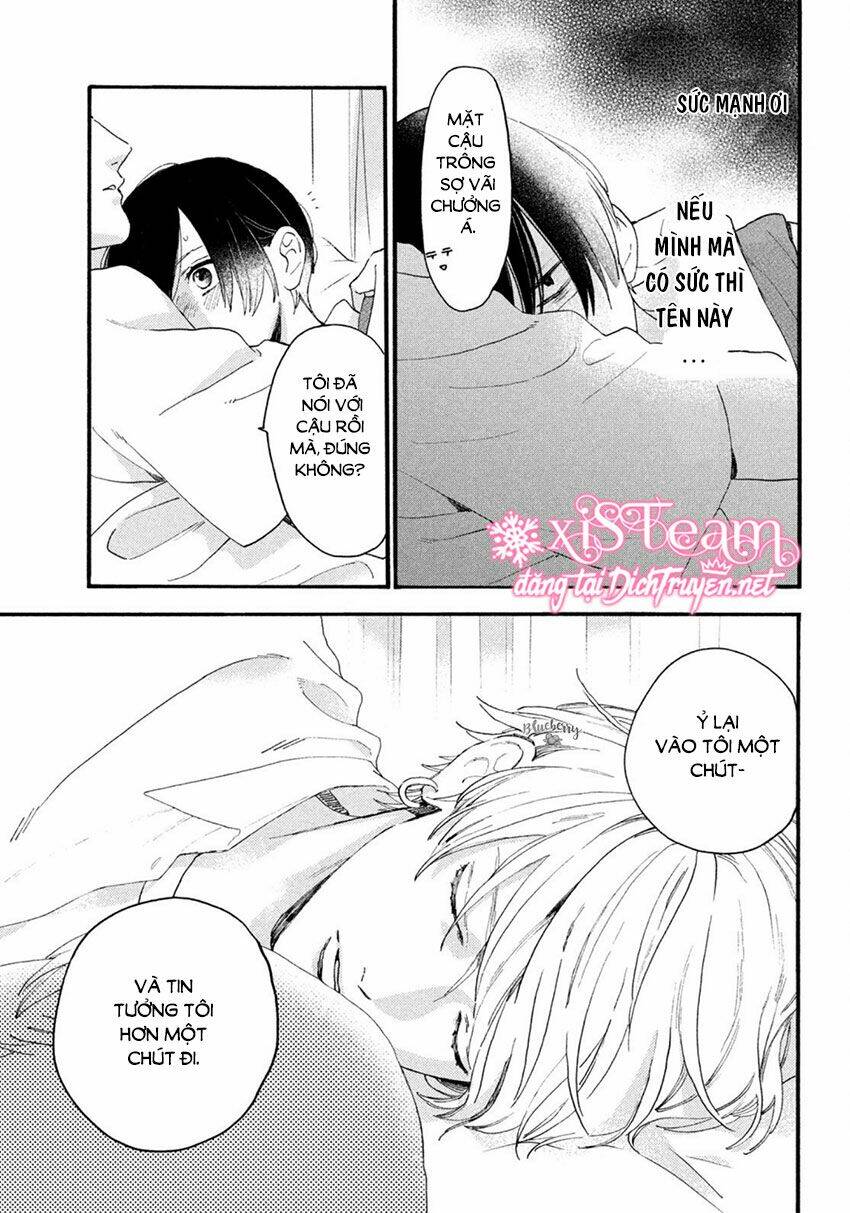 SỨC MẠNH ƠI
MẶT
CẬU
TRÔNG
SỢ VÃI
CHƯỞNG
Á.
NẾU
MÌNH MÀ
CÓ SỨC THÌ
TÊN NÀY
...
TÔI ĐÃ
NÓI VỚI
CẬU RỒI
MÀ, ĐÚNG
KHÔNG?
xiSTeam
đăng tại DichTruyen.net
Blueberry
Ỷ LẠI
VÀO TÔI MỘT
CHÚT-
VÀ TIN
TƯỞNG TÔI
HƠN MỘT
CHÚT ĐI.